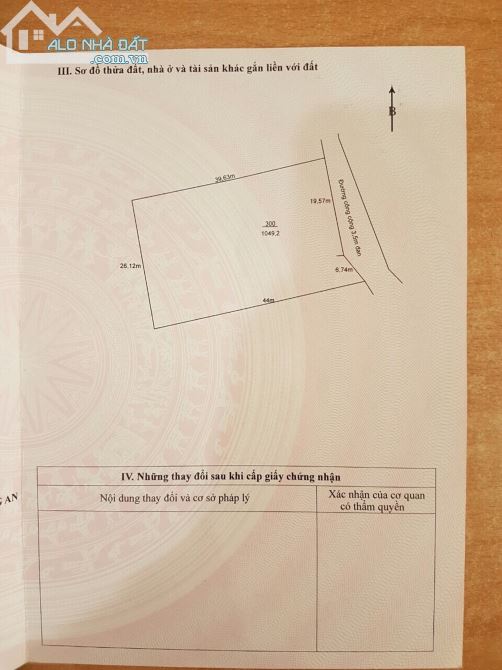 ALO NHÀ ĐẤT
.com.vn
III. Sơ đồ thửa đất, nhà ở và tài sản khác gắn liền với đất
B
39,63m
19,57m
Đường công cộng 3,5m đan
300
1049.2
26,12m
6,74m
44m
IV. Những thay đổi sau khi cấp giấy chứng nhận
AN
Nội dung thay đổi và cơ sở pháp lý
Xác nhận của cơ quan
có thẩm quyền